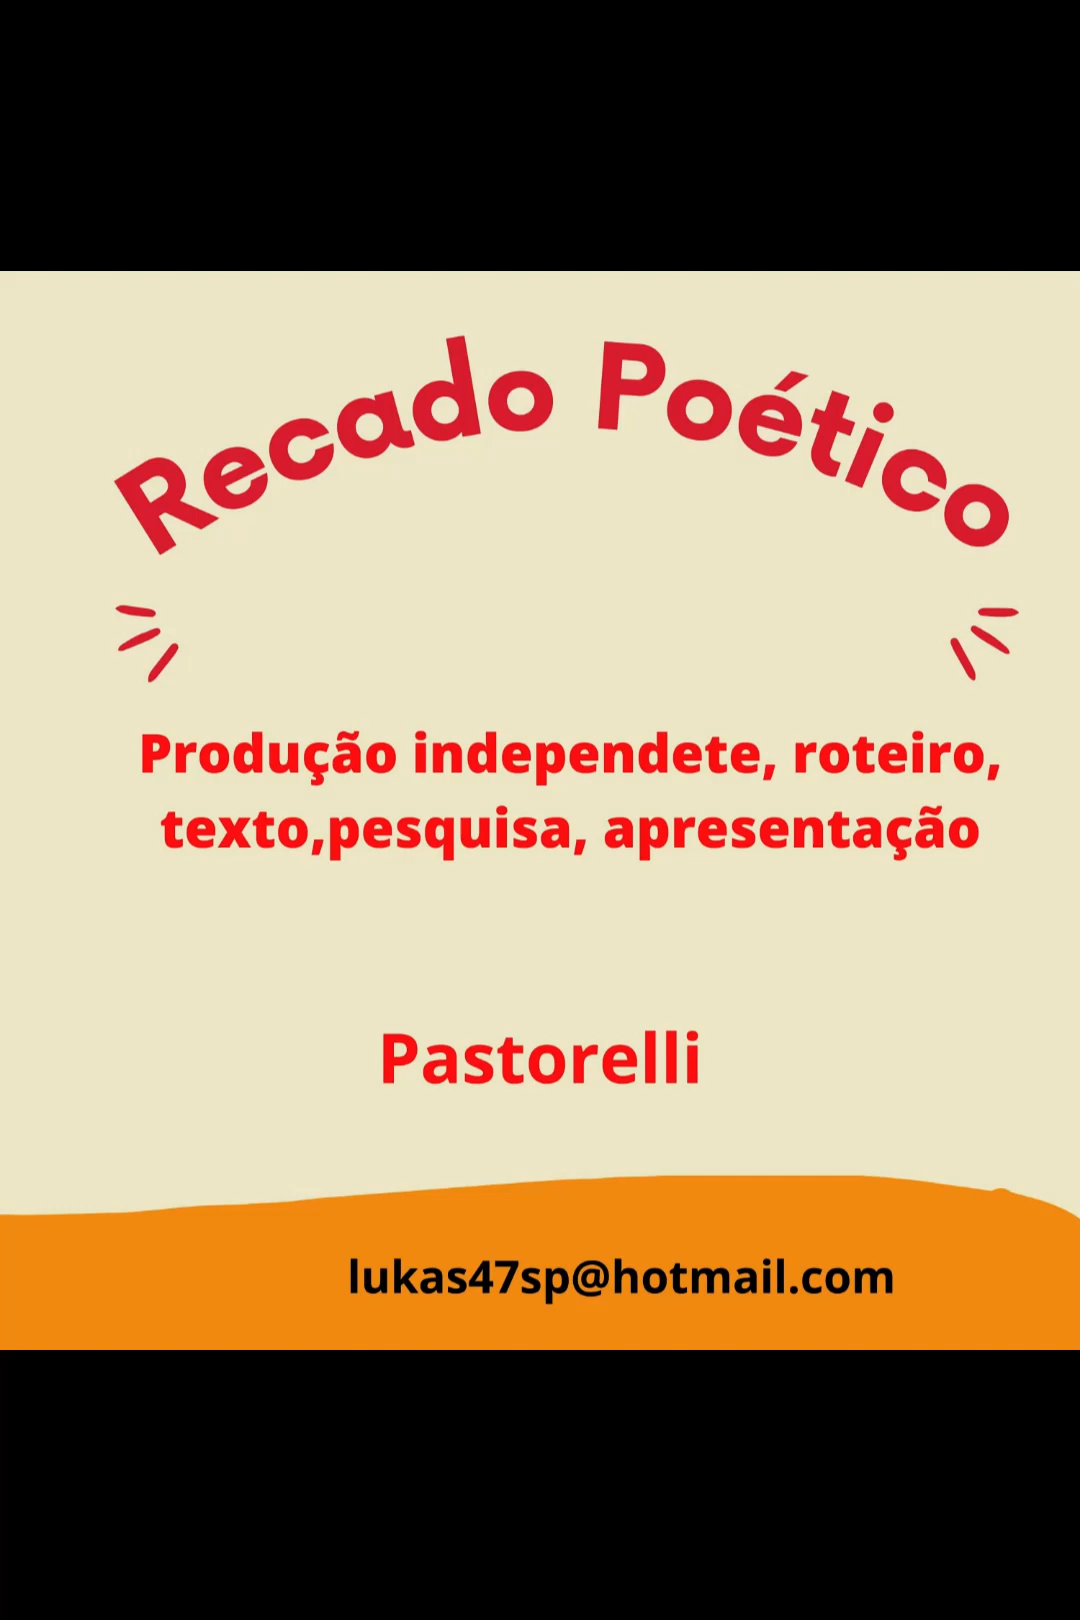 Recado Poético
Produção independete, roteiro,
texto,pesquisa, apresentação
Pastorelli
lukas47sp@hotmail.com